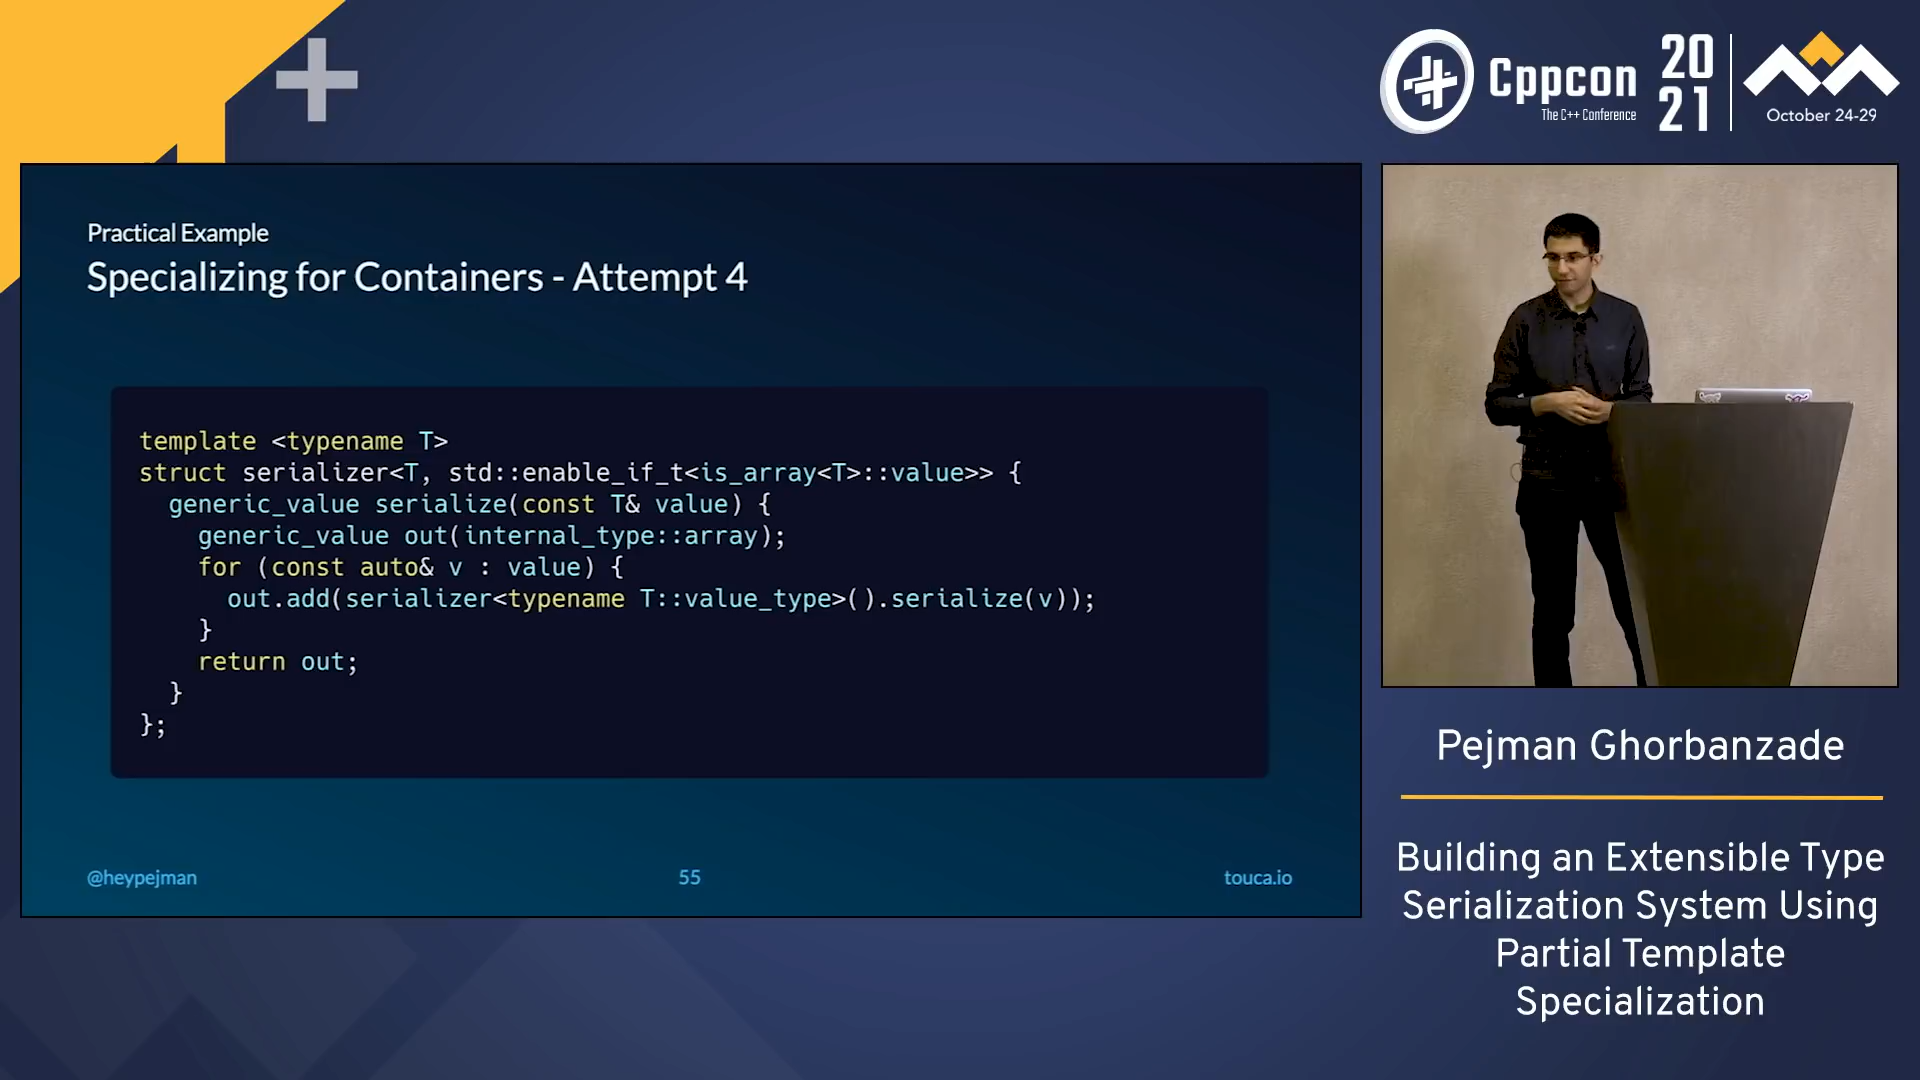 Cppcon
The C++ Conference
20
21
October 24-29
Practical Example
Specializing for Containers - Attempt 4
template <typename T>
struct serializer<T, std::enable_if_t<is_array<T>::value>> {
  generic_value serialize(const T& value) {
    generic_value out(internal_type::array);
    for (const auto& v : value) {
      out.add(serializer<typename T::value_type>().serialize(v));
    }
    return out;
  }
};
@heypejman
55
touca.io
Pejman Ghorbanzade
Building an Extensible Type
Serialization System Using
Partial Template
Specialization